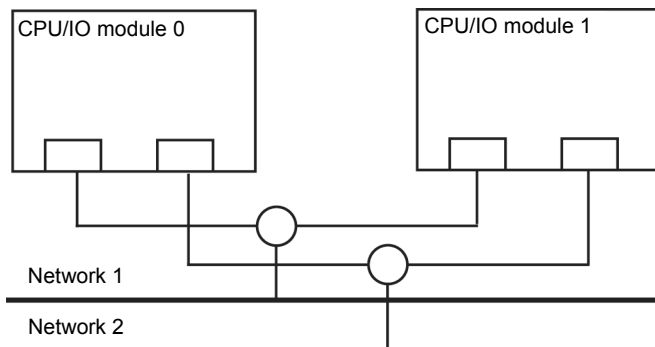 CPU/IO module 0
CPU/IO module 1
Network 1
Network 2